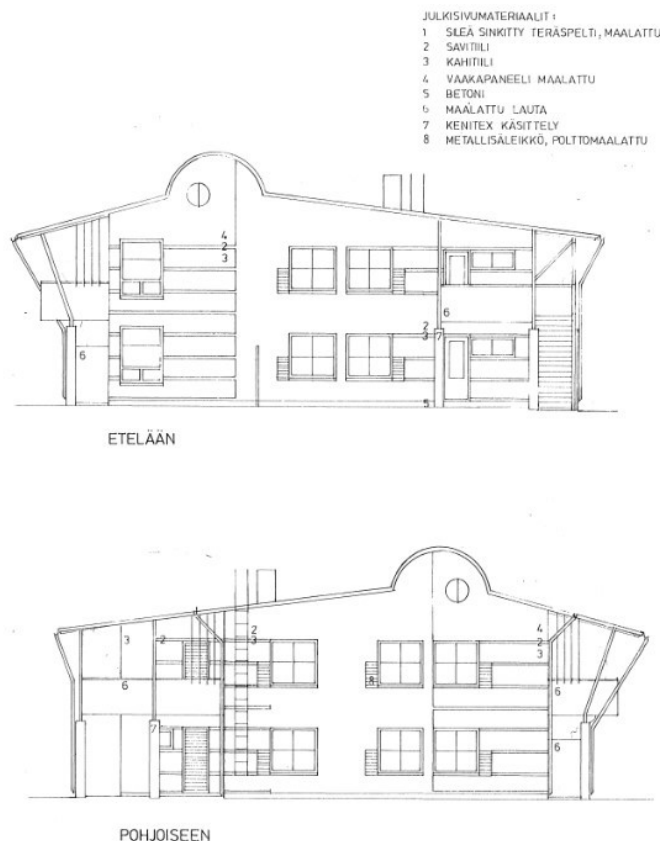 JULKISIVUMATERIAALIT:
1 SILEÄ SINKITTY TERÄSPELTI, MAALATTU
2 SAVITIILI
3 KAHITIILI
4 VAAKAPANEELI MAALATTU
5 BETONI
6 MAALATTU LAUTA
7 KENITEX KÄSITTELY
8 METALLISÄLEIKKÖ, POLTTOMAALATTU
4
2
3
6
2
3 7
6
5
ETELÄÄN
3 2
2
3
4
2
3
6
8
6
7
6
POHJOISEEN